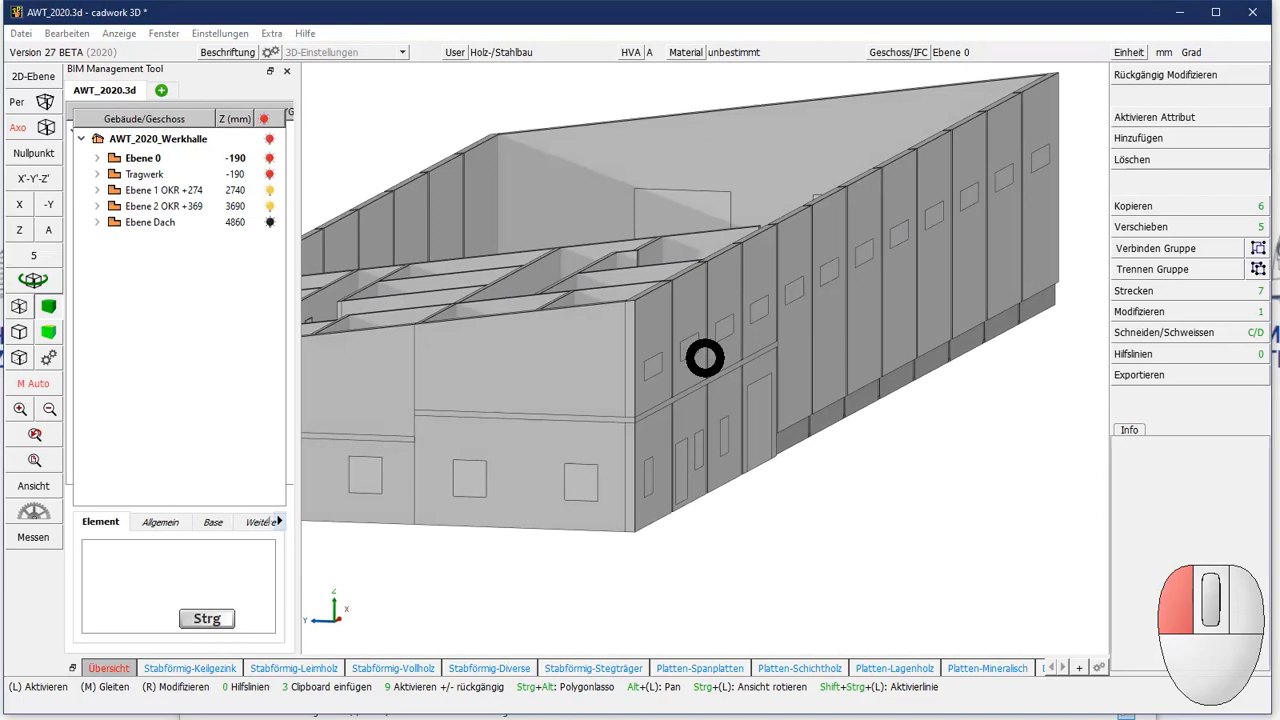 AWT_2020.3d - cadwork 3D *
Datei Bearbeiten Anzeige Fenster Einstellungen Extra Hilfe
Version 27 BETA (2020) Beschriftung 3D-Einstellungen User Holz-/Stahlbau HVA A Material unbestimmt Geschoss/IFC Ebene 0 Einheit mm Grad
2D-Ebene
Per
Axo
Nullpunkt
X'-Y'-Z'
X -Y
Z A
5
M Auto
Ansicht
Messen
BIM Management Tool
AWT_2020.3d
Gebäude/Geschoss Z (mm)
AWT_2020_Werkhalle
Ebene 0 -190
Tragwerk -190
Ebene 1 OKR +274 2740
Ebene 2 OKR +369 3690
Ebene Dach 4860
Element Allgemein Base
Strg
Z
Y X
Rückgängig Modifizieren
Aktivieren Attribut
Hinzufügen
Löschen
Kopieren 6
Verschieben 5
Verbinden Gruppe
Trennen Gruppe
Strecken 7
Modifizieren 1
Schneiden/Schweissen C/D
Hilfslinien 0
Exportieren
Info
Übersicht Stabförmig-Keilgezink Stabförmig-Leimholz Stabförmig-Vollholz Stabförmig-Diverse Stabförmig-Stegträger Platten-Spanplatten Platten-Schichtholz Platten-Lagenholz Platten-Mineralisch
(L) Aktivieren (M) Gleiten (R) Modifizieren 0 Hilfslinien 3 Clipboard einfügen 9 Aktivieren +/- rückgängig Strg+Alt: Polygonlasso Alt+(L): Pan Strg+(L): Ansicht rotieren Shift+Strg+(L): Aktivierlinie